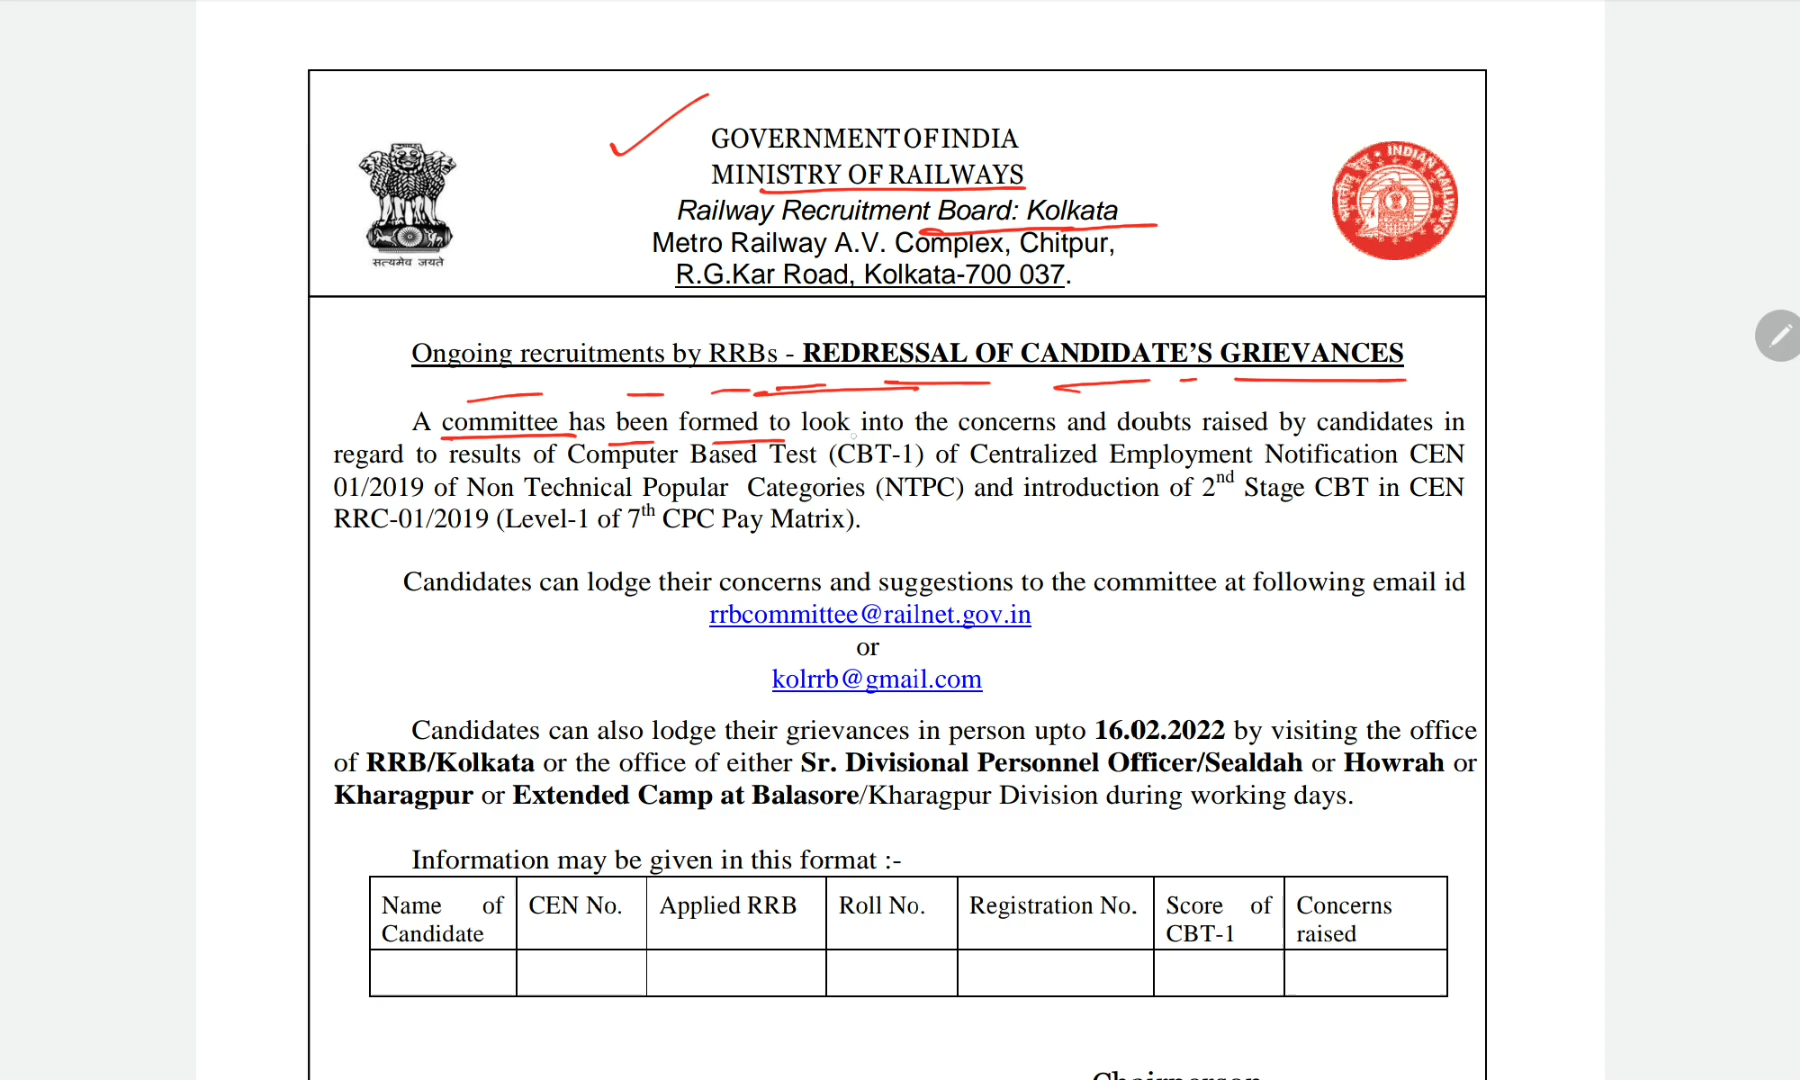 GOVERNMENT OF INDIA
MINISTRY OF RAILWAYS
Railway Recruitment Board: Kolkata
Metro Railway A.V. Complex, Chitpur,
R.G.Kar Road, Kolkata-700 037.
सत्यमेव जयते
INDIAN RAILWAYS
भारतीय रेल
Ongoing recruitments by RRBs - REDRESSAL OF CANDIDATE’S GRIEVANCES
A committee has been formed to look into the concerns and doubts raised by candidates in
regard to results of Computer Based Test (CBT-1) of Centralized Employment Notification CEN
01/2019 of Non Technical Popular Categories (NTPC) and introduction of 2nd Stage CBT in CEN
RRC-01/2019 (Level-1 of 7th CPC Pay Matrix).
Candidates can lodge their concerns and suggestions to the committee at following email id
rrbcommittee@railnet.gov.in
or
kolrrb@gmail.com
Candidates can also lodge their grievances in person upto 16.02.2022 by visiting the office
of RRB/Kolkata or the office of either Sr. Divisional Personnel Officer/Sealdah or Howrah or
Kharagpur or Extended Camp at Balasore/Kharagpur Division during working days.
Information may be given in this format :-
Name of Candidate CEN No. Applied RRB Roll No. Registration No. Score of CBT-1 Concerns raised
Chairperson